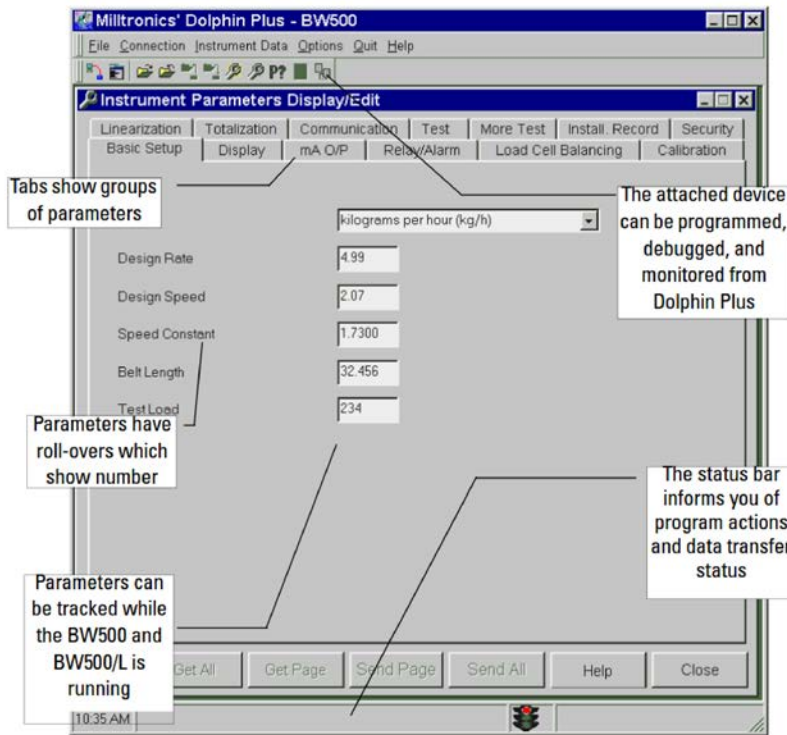 Milltronics' Dolphin Plus - BW500
File Connection Instrument Data Options Quit Help
P?
Instrument Parameters Display/Edit
Linearization Totalization Communication Test More Test Install. Record Security
Basic Setup Display mA O/P Relay/Alarm Load Cell Balancing Calibration
Tabs show groups
of parameters
The attached device
can be programmed,
debugged, and
monitored from
Dolphin Plus
kilograms per hour (kg/h)
Design Rate 4.99
Design Speed 2.07
Speed Constant 1.7300
Belt Length 32.456
Test Load 234
Parameters have
roll-overs which
show number
The status bar
informs you of
program actions
and data transfer
status
Parameters can
be tracked while
the BW500 and
BW500/L is
running
Get All Get Page Send Page Send All Help Close
10:35 AM